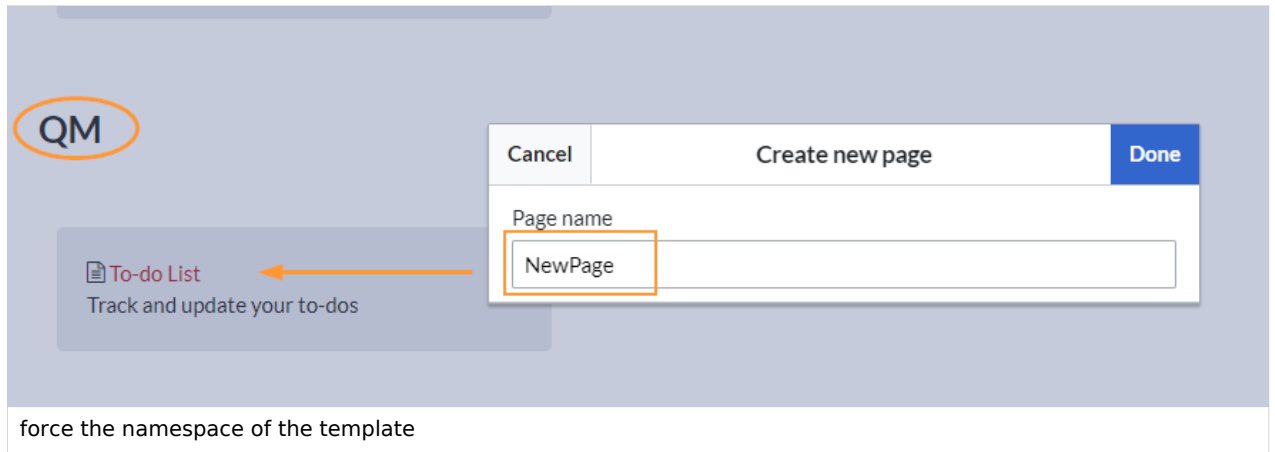 QM
Cancel
Create new page
Done
Page name
NewPage
To-do List
Track and update your to-dos
force the namespace of the template